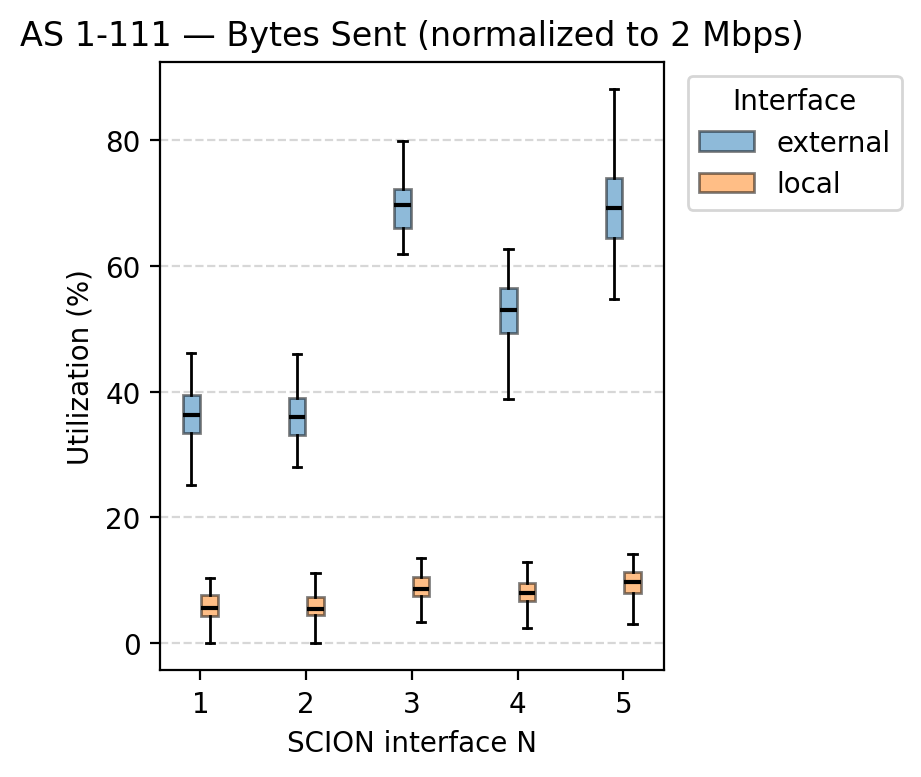 AS 1-111 — Bytes Sent (normalized to 2 Mbps)
Interface
external
local
Utilization (%)
80
60
40
20
0
1 2 3 4 5
SCION interface N